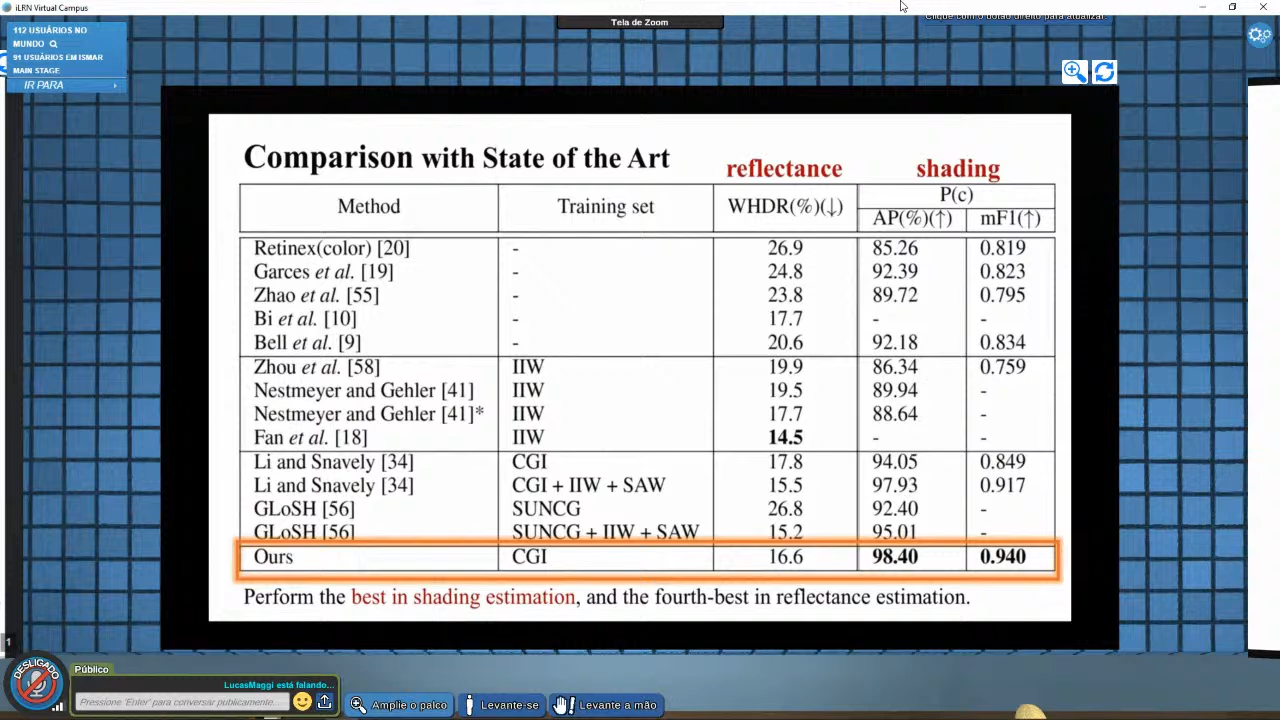 iLRN Virtual Campus
Tela de Zoom
Clique com o botão direito para atualizar
112 USUÁRIOS NO
MUNDO
91 USUÁRIOS EM ISMAR
MAIN STAGE
IR PARA
Comparison with State of the Art reflectance shading
Method Training set WHDR(%)(↓) P(c)
AP(%)(↑) mF1(↑)
Retinex(color) [20] - 26.9 85.26 0.819
Garces et al. [19] - 24.8 92.39 0.823
Zhao et al. [55] - 23.8 89.72 0.795
Bi et al. [10] - 17.7 - -
Bell et al. [9] - 20.6 92.18 0.834
Zhou et al. [58] IIW 19.9 86.34 0.759
Nestmeyer and Gehler [41] IIW 19.5 89.94 -
Nestmeyer and Gehler [41]* IIW 17.7 88.64 -
Fan et al. [18] IIW 14.5 - -
Li and Snavely [34] CGI 17.8 94.05 0.849
Li and Snavely [34] CGI + IIW + SAW 15.5 97.93 0.917
GLoSH [56] SUNCG 26.8 92.40 -
GLoSH [56] SUNCG + IIW + SAW 15.2 95.01 -
Ours CGI 16.6 98.40 0.940
Perform the best in shading estimation, and the fourth-best in reflectance estimation.
1
DESLIGADO
Público
LucasMaggi está falando...
Pressione 'Enter' para conversar publicamente...
Amplie o palco
Levante-se
Levante a mão